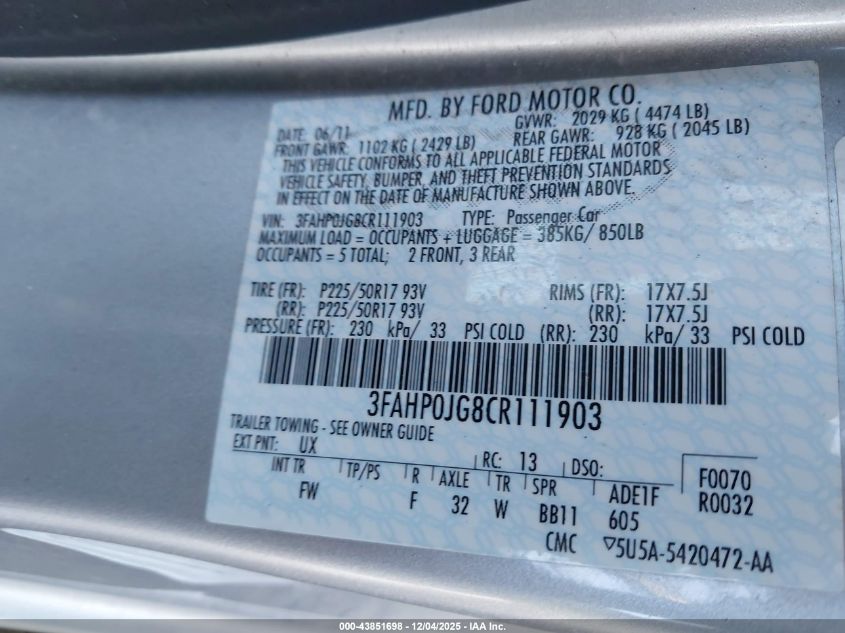 MFD. BY FORD MOTOR CO.
DATE: 06/11 GVWR: 2029 KG ( 4474 LB)
FRONT GAWR: 1102 KG ( 2429 LB) REAR GAWR: 928 KG ( 2045 LB)
THIS VEHICLE CONFORMS TO ALL APPLICABLE FEDERAL MOTOR
VEHICLE SAFETY, BUMPER, AND THEFT PREVENTION STANDARDS
IN EFFECT ON THE DATE OF MANUFACTURE SHOWN ABOVE.
VIN: 3FAHP0JG8CR111903 TYPE: Passenger Car
MAXIMUM LOAD = OCCUPANTS + LUGGAGE = 385KG/ 850LB
OCCUPANTS = 5 TOTAL; 2 FRONT, 3 REAR
TIRE (FR): P225/50R17 93V RIMS (FR): 17X7.5J
(RR): P225/50R17 93V (RR): 17X7.5J
PRESSURE (FR): 230 kPa/ 33 PSI COLD (RR): 230 kPa/ 33 PSI COLD
3FAHP0JG8CR111903
TRAILER TOWING - SEE OWNER GUIDE
EXT PNT: UX RC: 13 DSO: F0070
INT TR TP/PS R AXLE TR SPR ADE1F R0032
FW F 32 W BB11 605
CMC ▽5U5A-5420472-AA
000-43851698 - 12/04/2025 - IAA Inc.